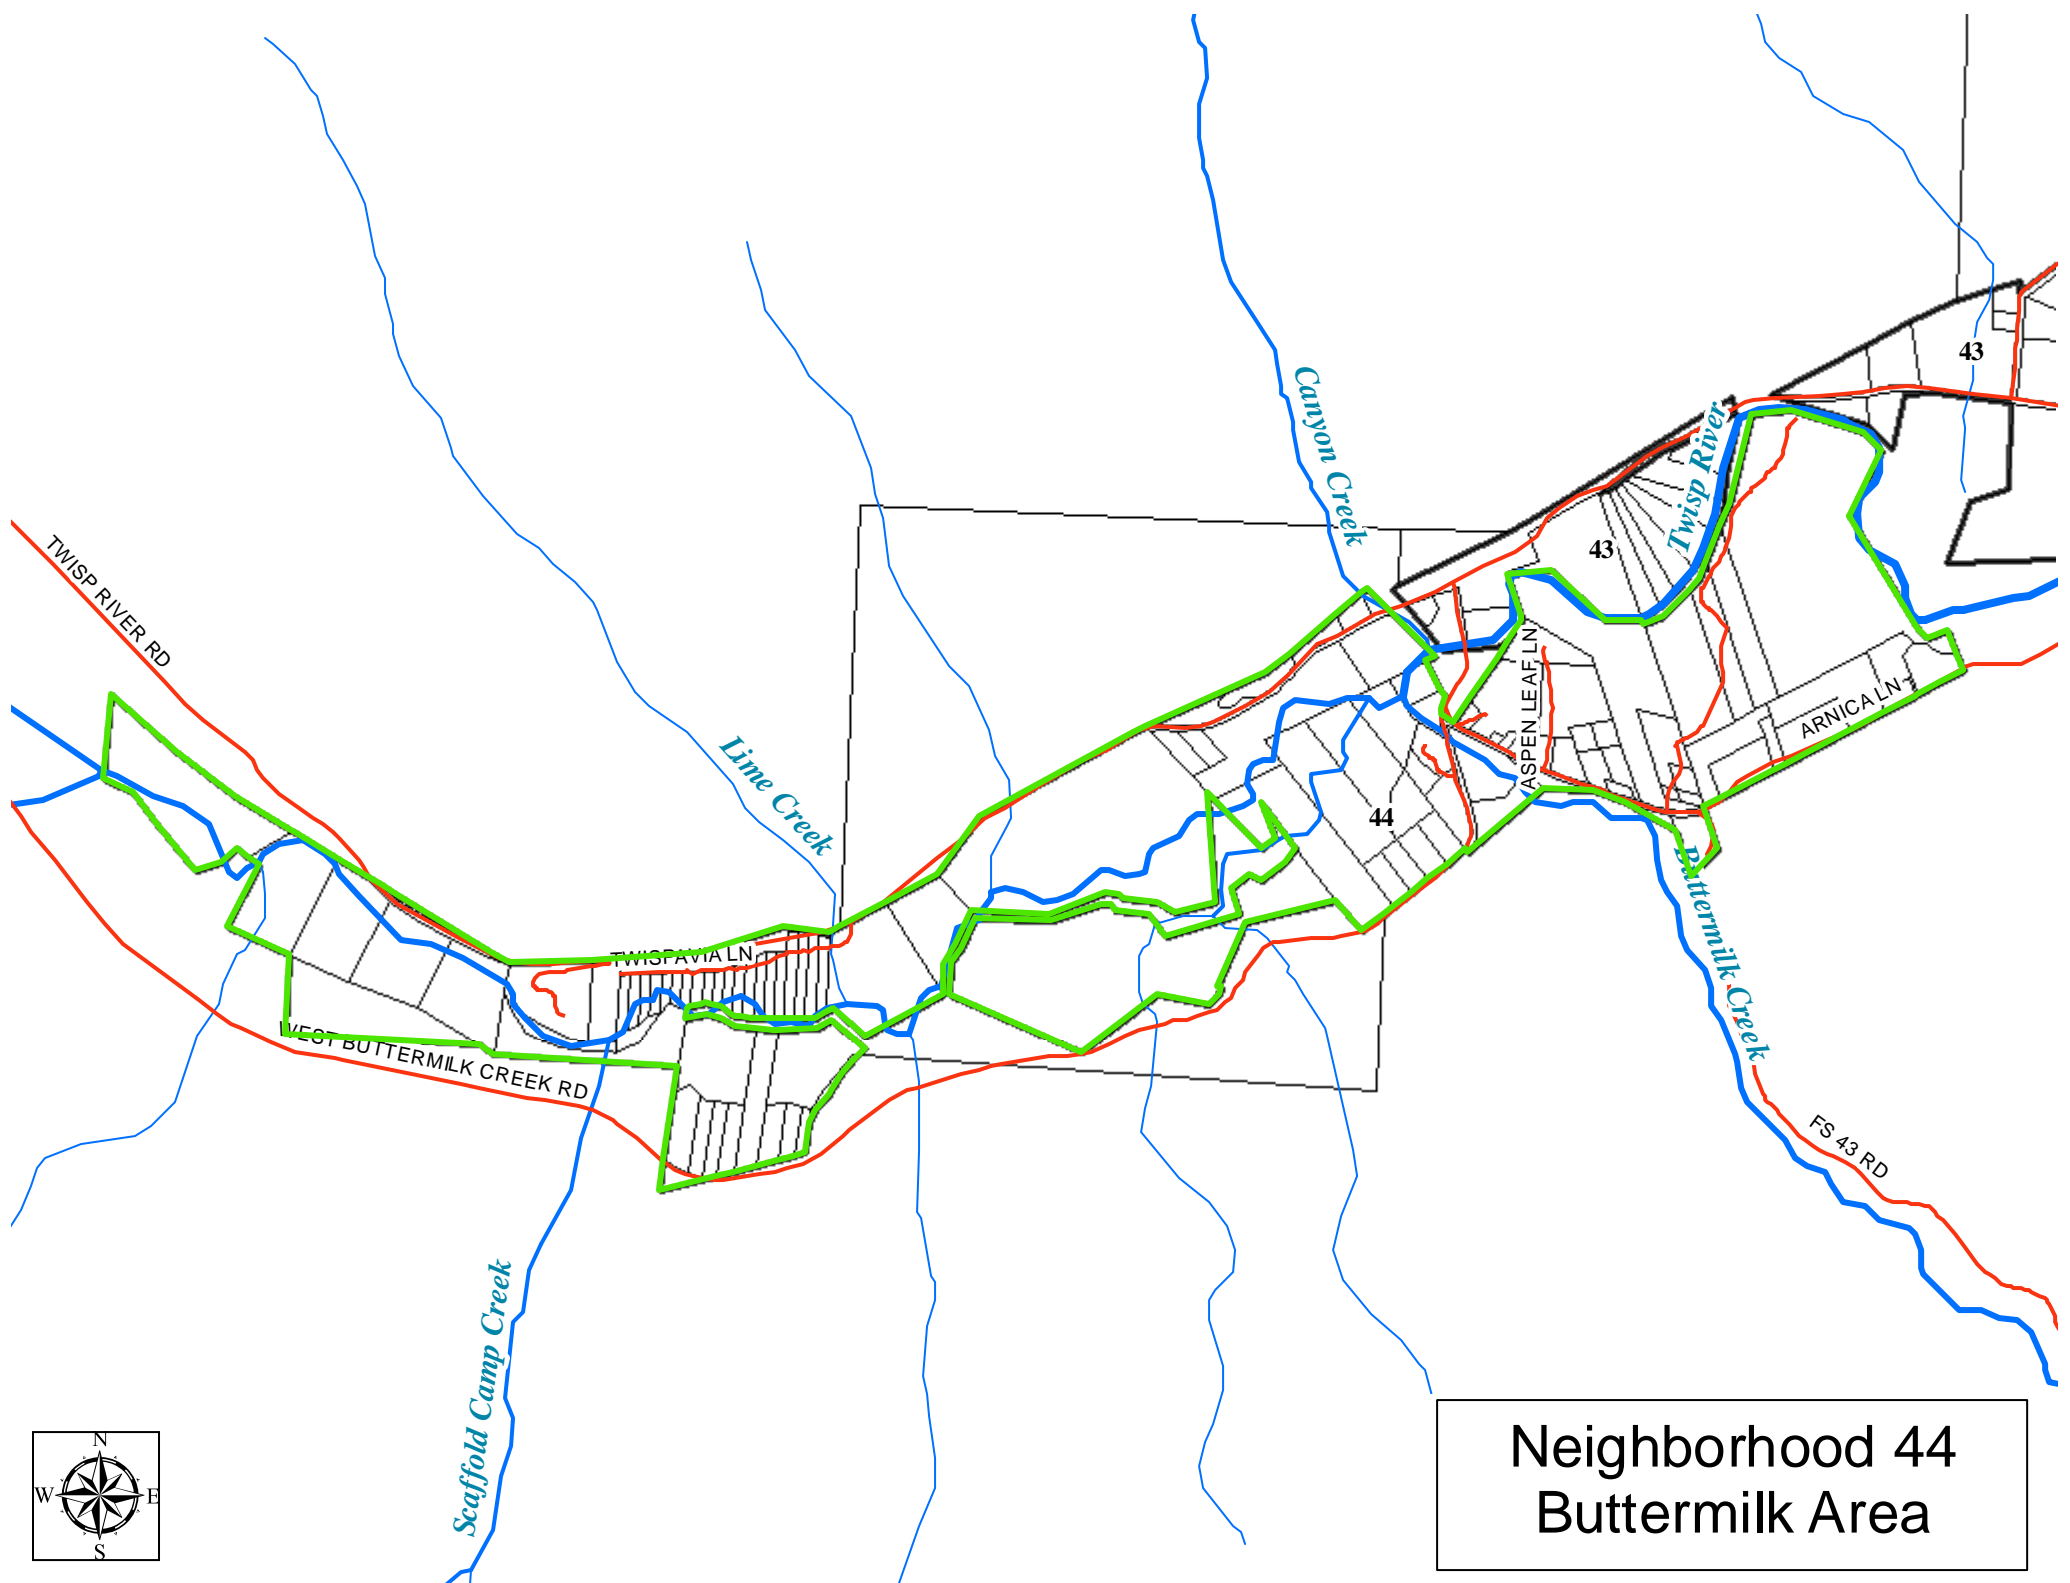 Canyon Creek
43
Twisp River
43
TWISP RIVER RD
ASPEN LEAF LN
ARNICA LN
Lime Creek
44
Buttermilk Creek
TWISPAVIA LN
WEST BUTTERMILK CREEK RD
FS 43 RD
Scaffold Camp Creek
N
W E
S
Neighborhood 44
Buttermilk Area